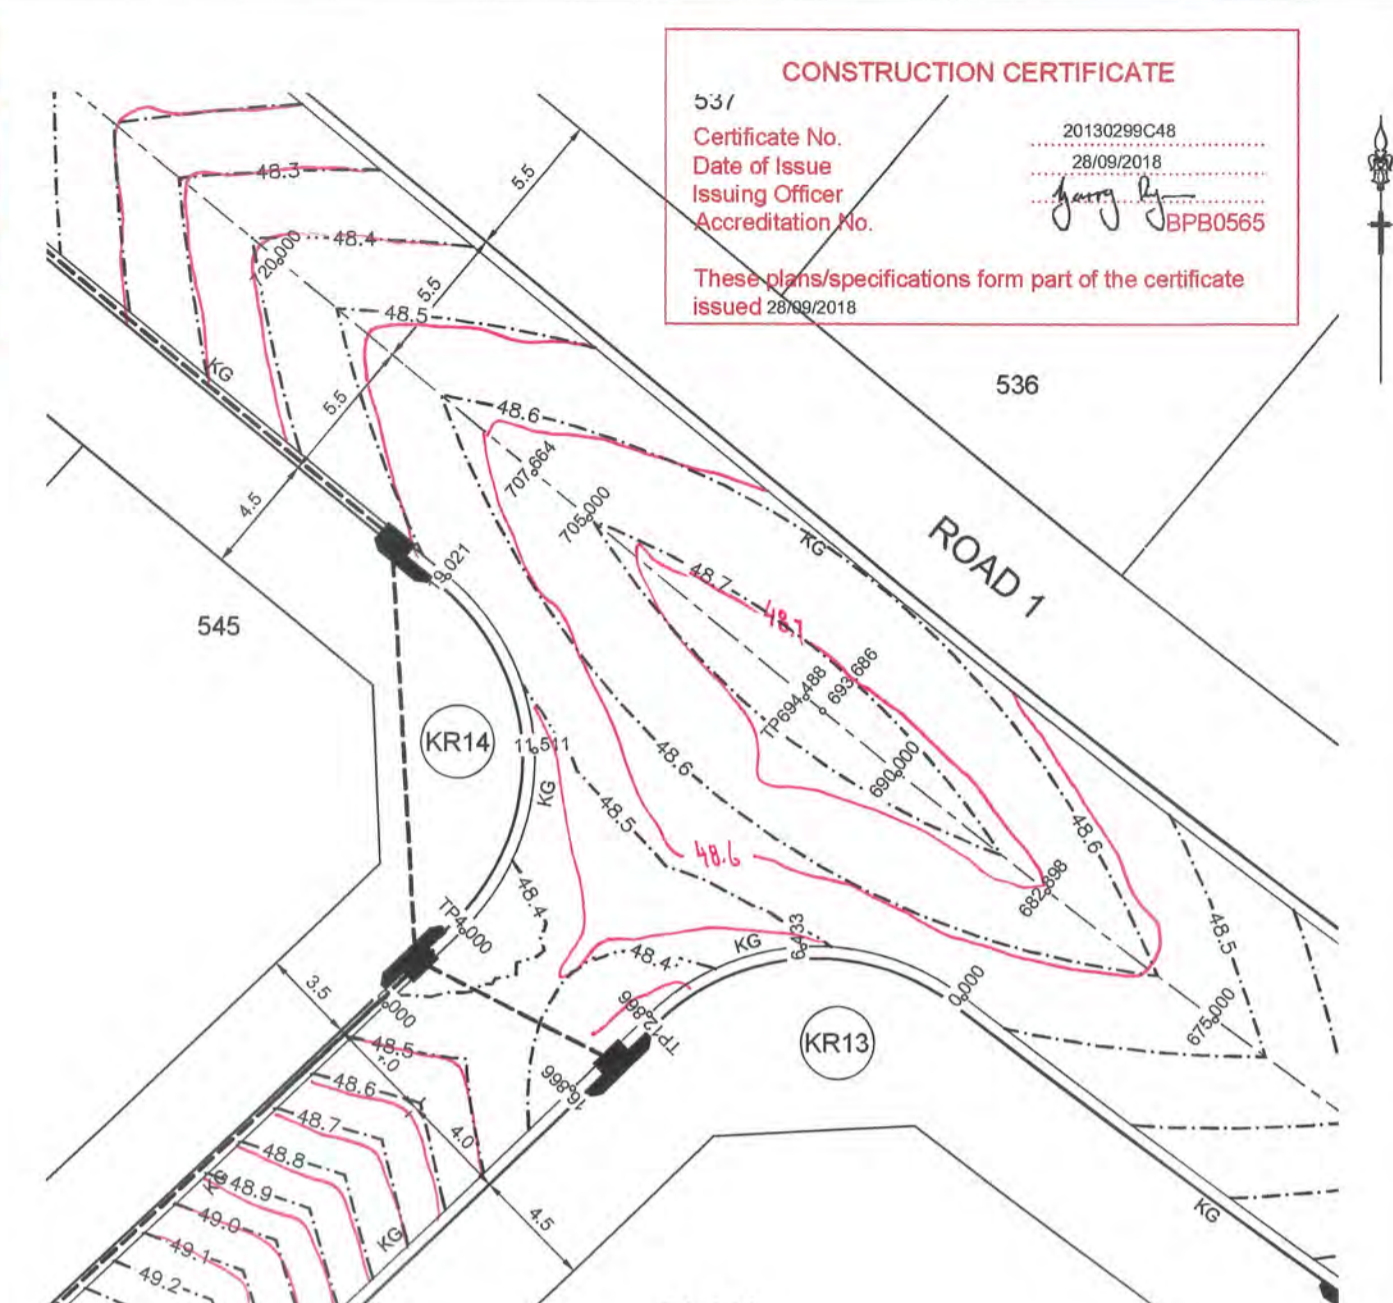 CONSTRUCTION CERTIFICATE
537
Certificate No. 20130299C48
Date of Issue 28/09/2018
Issuing Officer
Accreditation No. BPB0565
These plans/specifications form part of the certificate
issued 28/09/2018
5.5
48.3
48.4
720.000
5.5
48.5
536
KG
5.5
48.6
707.664
4.5
705.000
KG
ROAD 1
48.7
48.7
9.021
545
693.686
TP694.488
KR14
11.511
48.6
690.000
KG
48.5
48.6
48.6
682.898
48.4
TP4.000
48.5
KG
6.433
48.4
3.5
0.000
0.000
675.000
TP12.866
KR13
48.5
4.0
16.866
48.6
48.7
4.0
48.8
KG
48.9
49.0
KG
4.5
KG
49.1
49.2